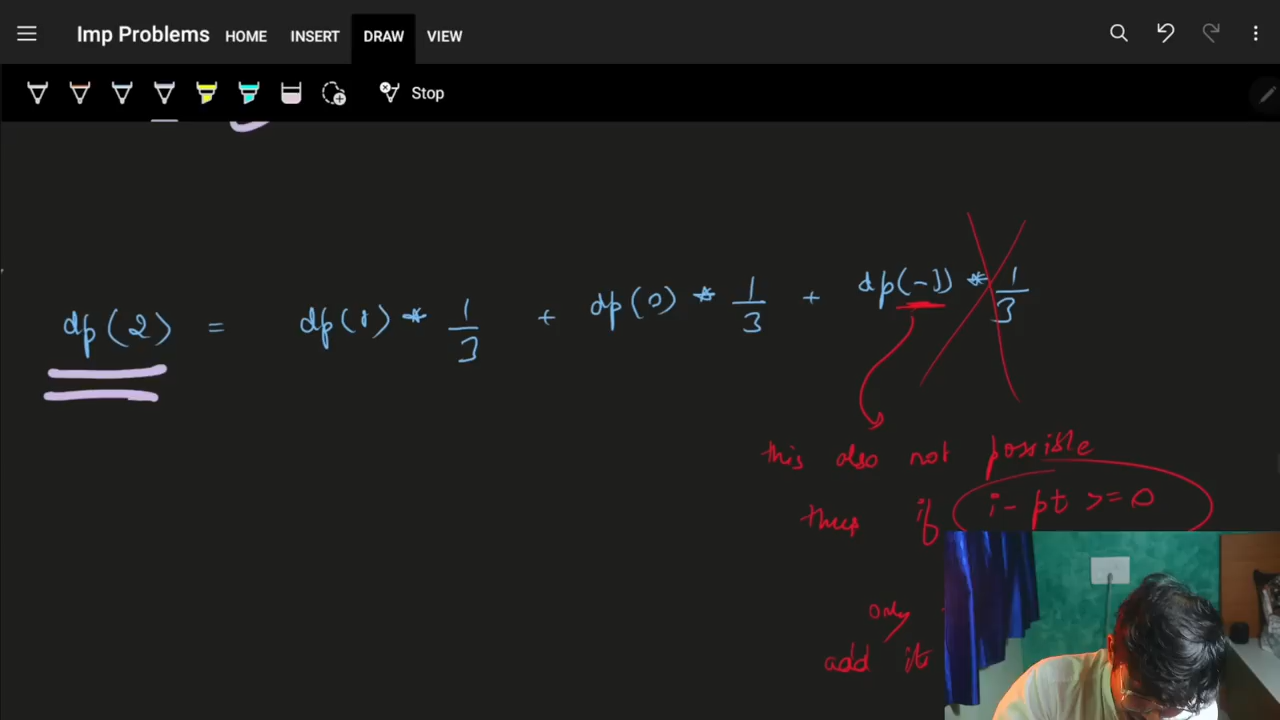 Imp Problems HOME INSERT DRAW VIEW
Stop
dp(2) = dp(1) * 1/3 + dp(0) * 1/3 + dp(-1) * 1/3
this also not possible
thus if i - pt >= 0
only
add it